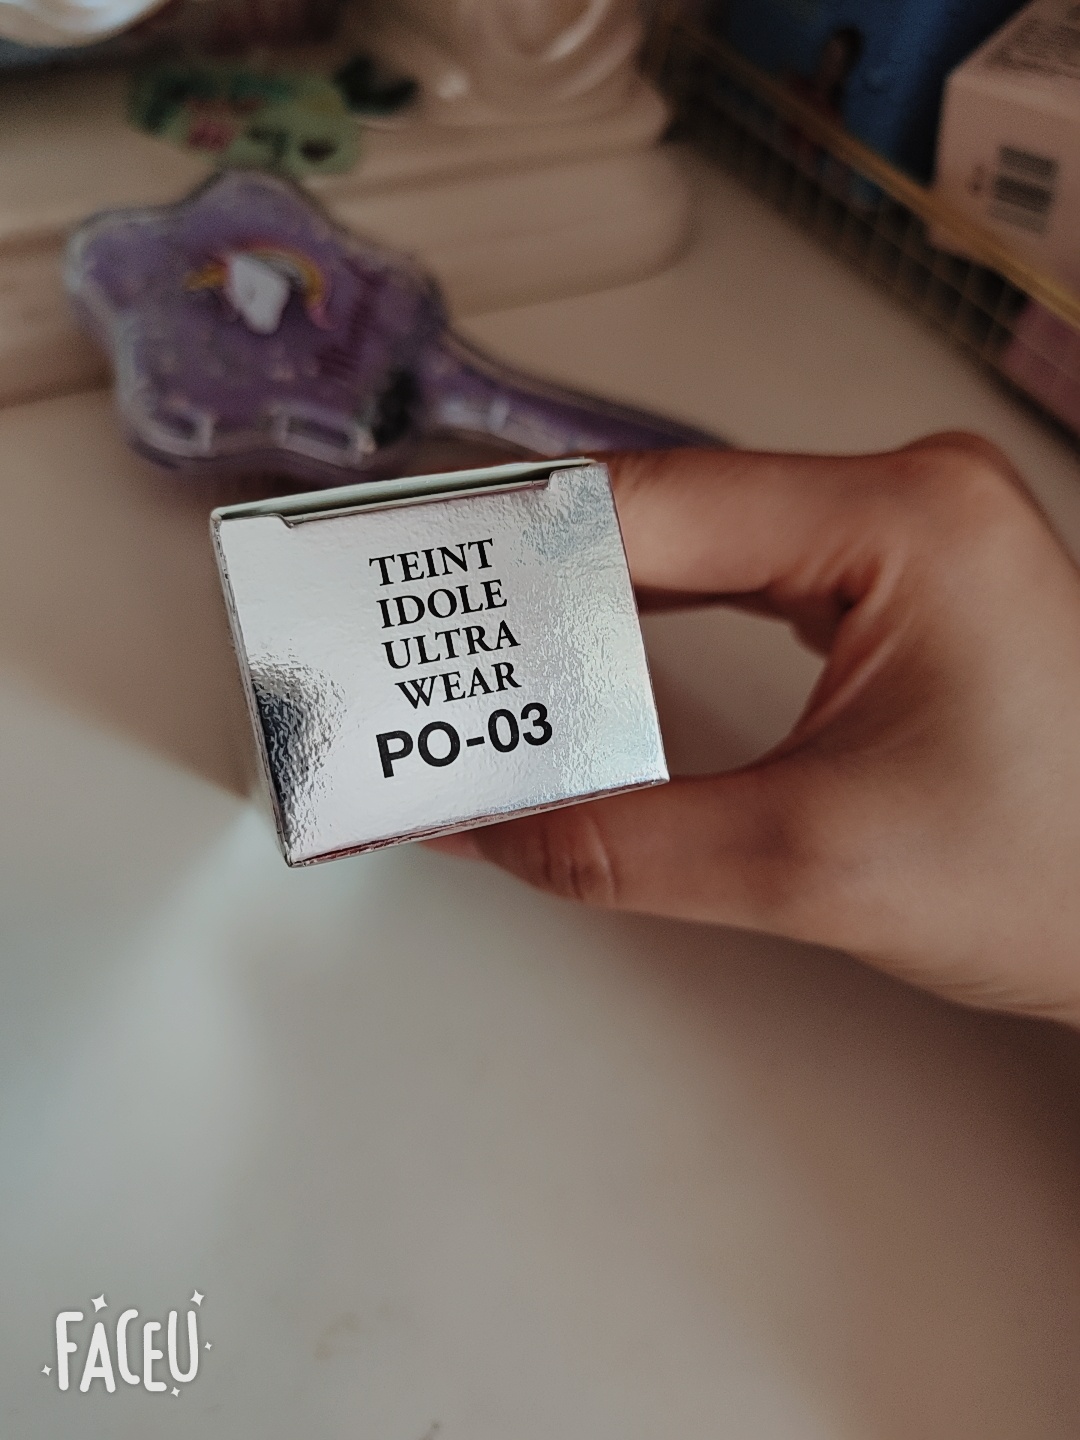 TEINT
IDOLE
ULTRA
WEAR
PO-03
FACEU